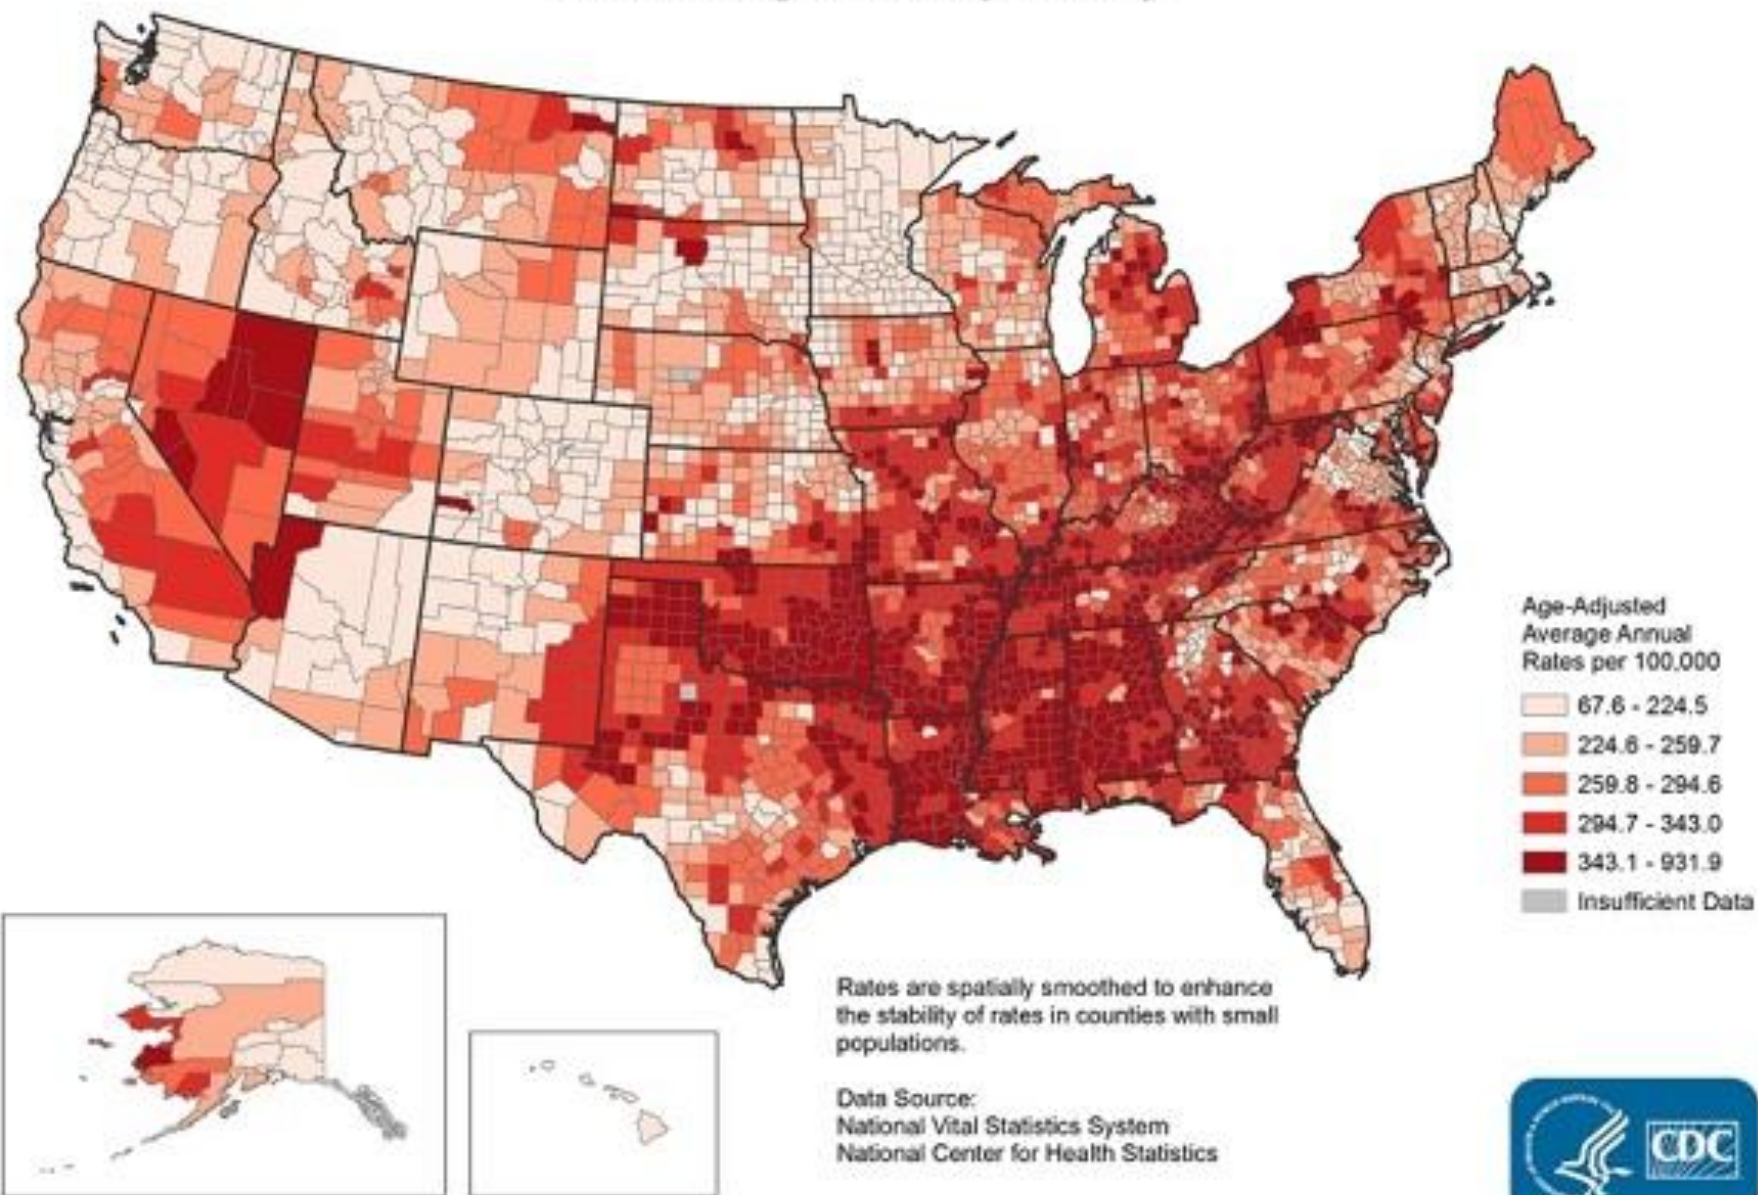 Age-Adjusted
Average Annual
Rates per 100,000
67.6 - 224.5
224.6 - 259.7
259.8 - 294.6
294.7 - 343.0
343.1 - 931.9
Insufficient Data
Rates are spatially smoothed to enhance
the stability of rates in counties with small
populations.
Data Source:
National Vital Statistics System
National Center for Health Statistics
CDC